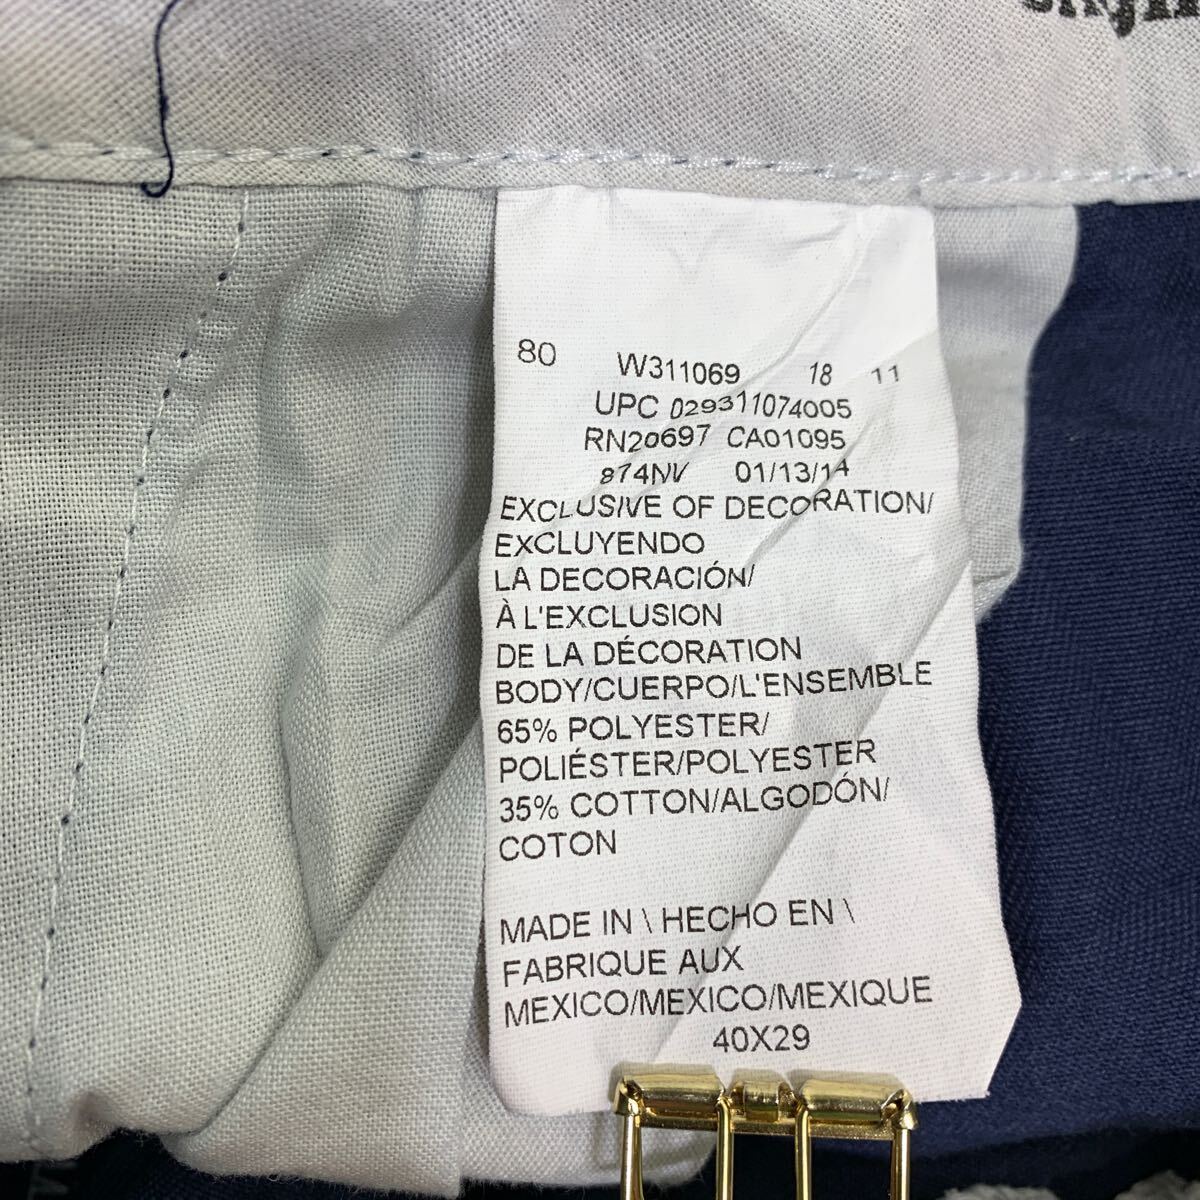 80 W311069 18 11
UPC 029311074005
RN20697 CA01095
874NV 01/13/14
EXCLUSIVE OF DECORATION/
EXCLUYENDO
LA DECORACIÓN/
À L'EXCLUSION
DE LA DÉCORATION
BODY/CUERPO/L'ENSEMBLE
65% POLYESTER/
POLIÉSTER/POLYESTER
35% COTTON/ALGODÓN/
COTON
MADE IN \ HECHO EN \
FABRIQUE AUX
MEXICO/MEXICO/MEXIQUE
40X29